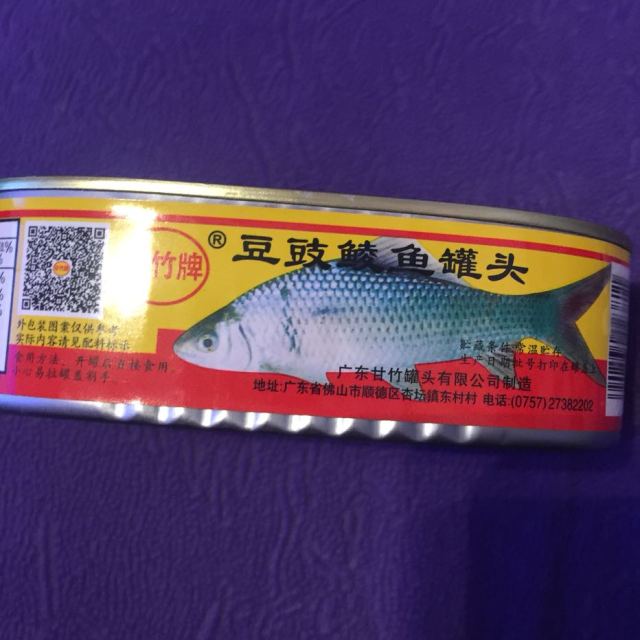 竹牌®
豆豉鲮鱼罐头
外包装图案仅供参考
实际内容请见配料标示
食用方法:开罐后直接食用。
小心易拉罐盖割手。
贮藏条件:常温贮存
生产日期
批号打印在罐盖上
广东甘竹罐头有限公司制造
地址:广东省佛山市顺德区杏坛镇东村村 电话:(0757)27382202